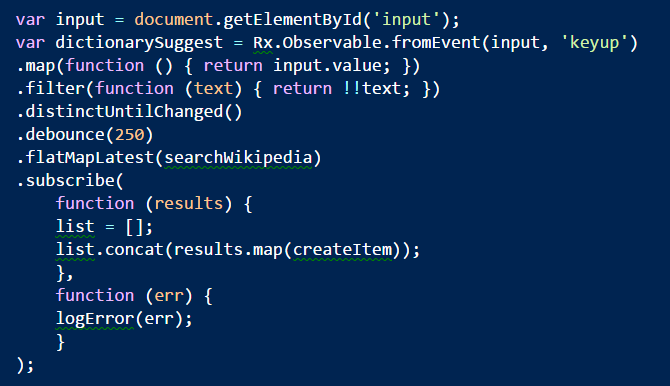 var input = document.getElementById('input');
var dictionarySuggest = Rx.Observable.fromEvent(input, 'keyup')
.map(function () { return input.value; })
.filter(function (text) { return !!text; })
.distinctUntilChanged()
.debounce(250)
.flatMapLatest(searchWikipedia)
.subscribe(
    function (results) {
    list = [];
    list.concat(results.map(createItem));
    },
    function (err) {
    logError(err);
    }
);